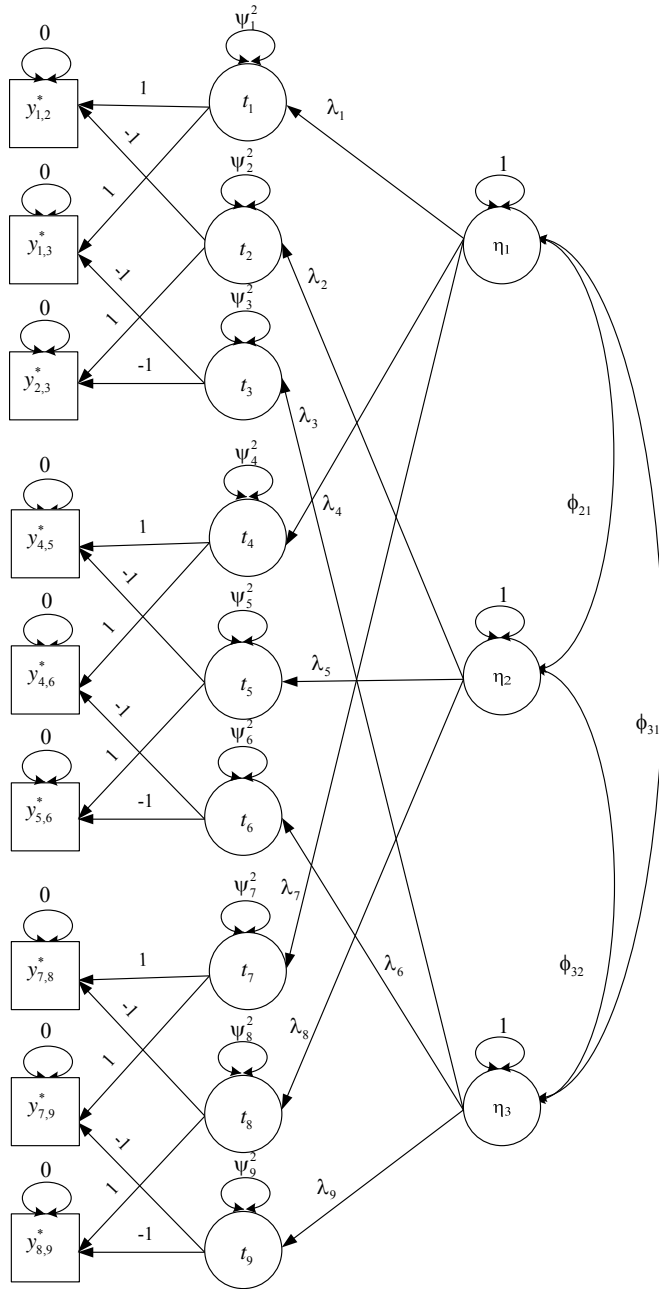 0
ψ₁²
y*₁,₂
1
t₁
λ₁
-1
0
ψ₂²
1
1
y*₁,₃
t₂
η₁
-1
λ₂
0
ψ₃²
1
y*₂,₃
-1
t₃
λ₃
0
ψ₄²
λ₄
y*₄,₅
1
t₄
ϕ₂₁
-1
0
ψ₅²
1
1
y*₄,₆
t₅
λ₅
η₂
-1
0
ψ₆²
ϕ₃₁
1
y*₅,₆
-1
t₆
0
ψ₇²
λ₇
y*₇,₈
1
t₇
λ₆
ϕ₃₂
-1
0
ψ₈²
λ₈
1
1
y*₇,₉
t₈
η₃
-1
0
ψ₉²
1
λ₉
y*₈,₉
-1
t₉